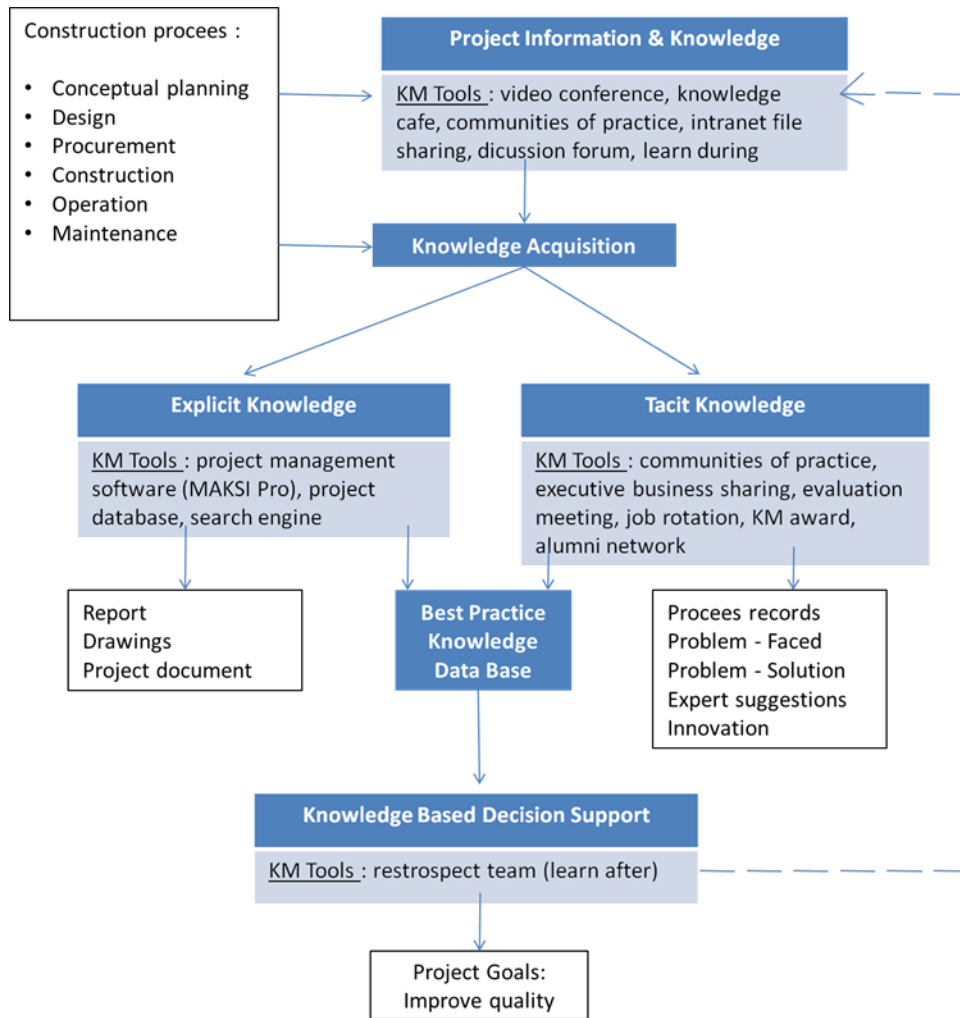 Construction procees :
• Conceptual planning
• Design
• Procurement
• Construction
• Operation
• Maintenance
Project Information & Knowledge
KM Tools : video conference, knowledge
cafe, communities of practice, intranet file
sharing, dicussion forum, learn during
Knowledge Acquisition
Explicit Knowledge
KM Tools : project management
software (MAKSI Pro), project
database, search engine
Tacit Knowledge
KM Tools : communities of practice,
executive business sharing, evaluation
meeting, job rotation, KM award,
alumni network
Report
Drawings
Project document
Best Practice
Knowledge
Data Base
Procees records
Problem - Faced
Problem - Solution
Expert suggestions
Innovation
Knowledge Based Decision Support
KM Tools : restrospect team (learn after)
Project Goals:
Improve quality